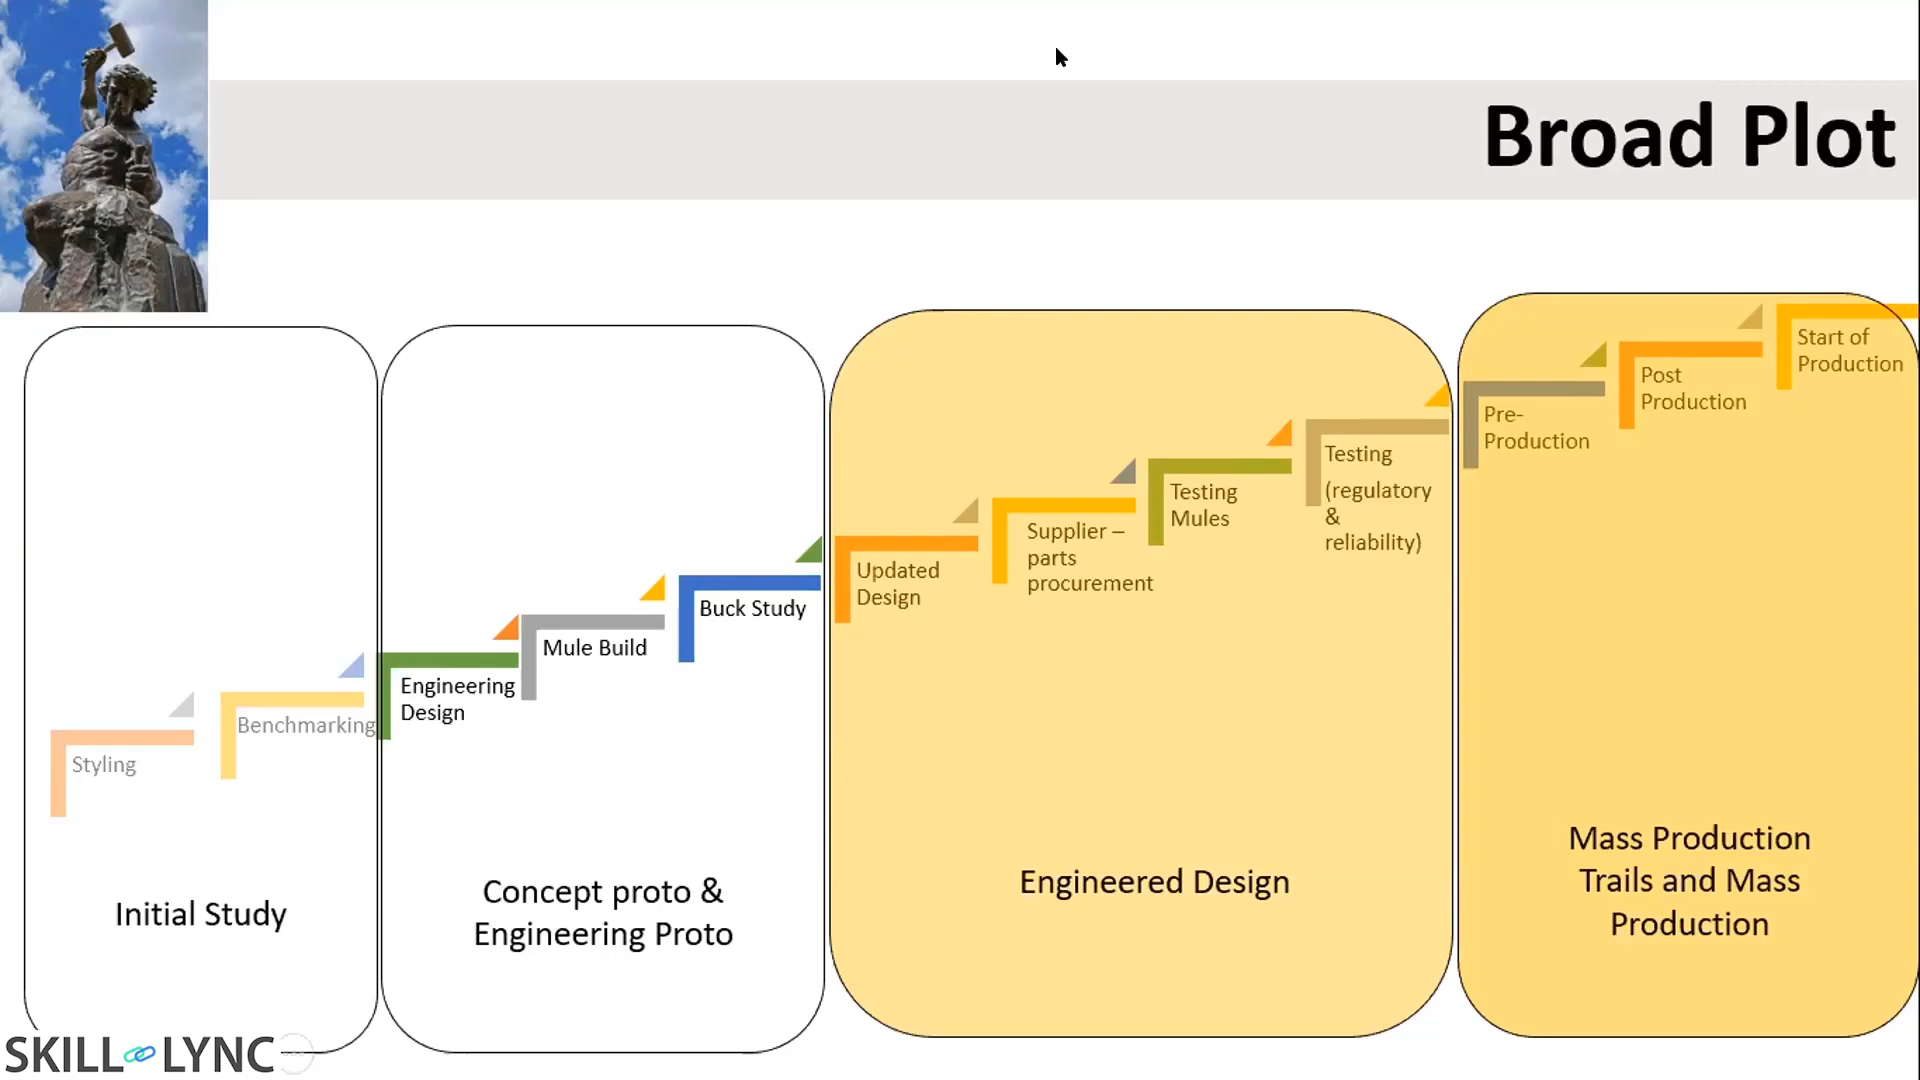 Broad Plot
Styling
Benchmarking
Initial Study
Engineering
Design
Mule Build
Buck Study
Concept proto &
Engineering Proto
Updated
Design
Supplier –
parts
procurement
Testing
Mules
Testing
(regulatory
&
reliability)
Engineered Design
Pre-
Production
Post
Production
Start of
Production
Mass Production
Trails and Mass
Production
SKILL LYNC